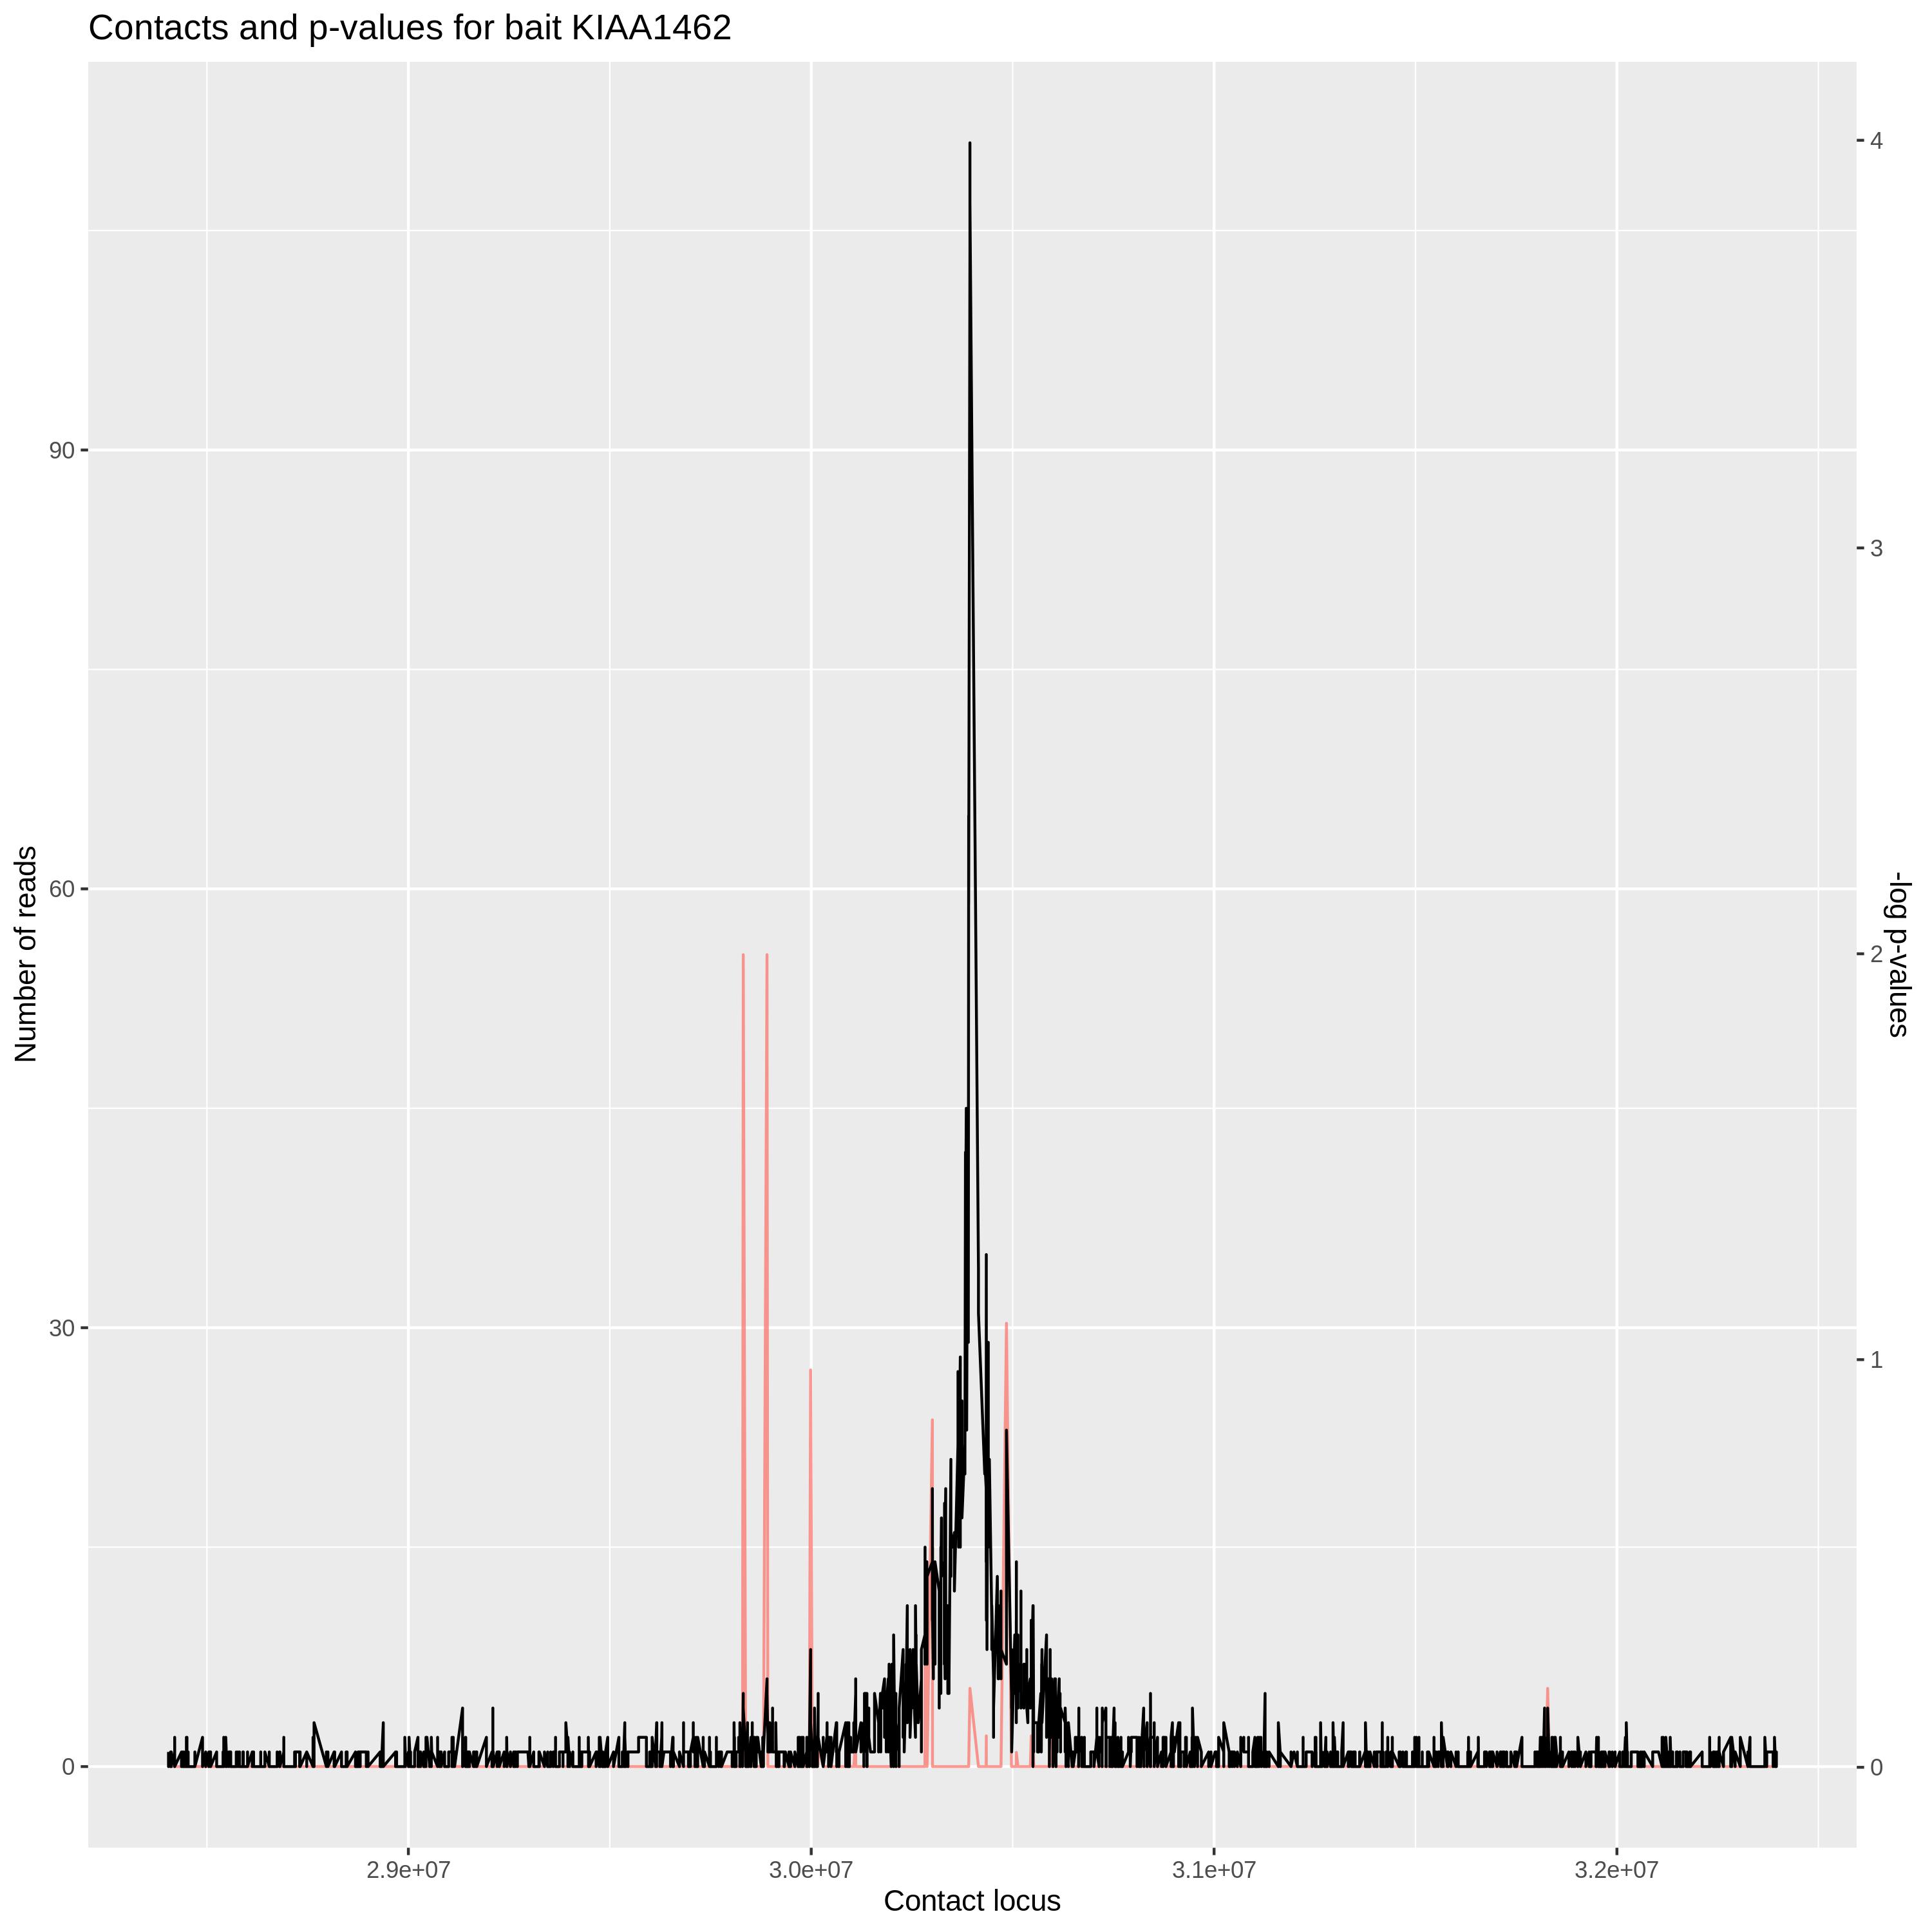 Contacts and p-values for bait KIAA1462
4
90
3
Number of reads
60
2
-log p-values
30
1
0
0
2.9e+07
3.0e+07
3.1e+07
3.2e+07
Contact locus